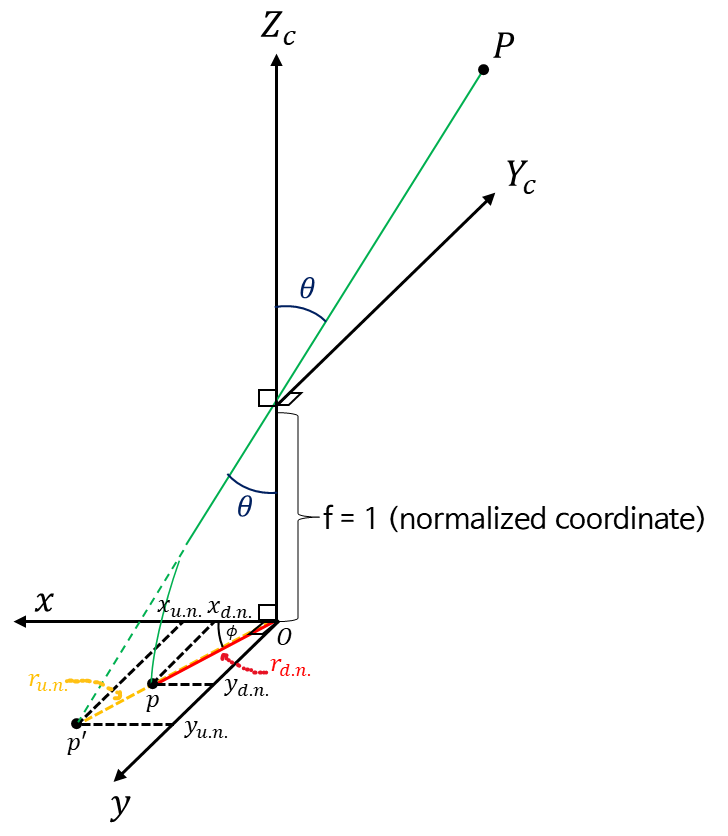 Z_c
P
Y_c
θ
θ
f = 1 (normalized coordinate)
x
x_{u.n.} x_{d.n.}
ϕ
O
r_{u.n.}
r_{d.n.}
p
y_{d.n.}
p′
y_{u.n.}
y